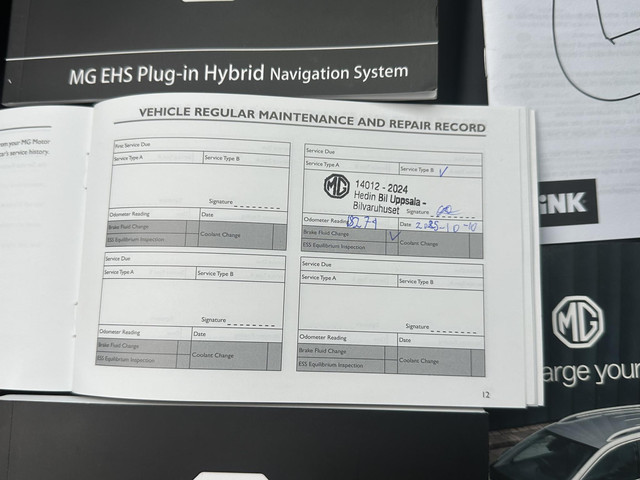 MG EHS Plug-in Hybrid Navigation System
VEHICLE REGULAR MAINTENANCE AND REPAIR RECORD
from your MG Motor
car's service history.
First Service Due
Service Type A
Service Type B
Signature
Odometer Reading
Date
Brake Fluid Change
ESS Equilibrium Inspection
Coolant Change
Service Due
Service Type A
Service Type B ✓
MG
14012 - 2024
Hedin Bil Uppsala -
Bilvaruhuset
Signature
Odometer Reading
Date 2025-10-10
Brake Fluid Change ✓
ESS Equilibrium Inspection
Coolant Change
Service Due
Service Type A
Service Type B
Signature
Odometer Reading
Date
Brake Fluid Change
ESS Equilibrium Inspection
Coolant Change
Service Due
Service Type A
Service Type B
Signature
Odometer Reading
Date
Brake Fluid Change
ESS Equilibrium Inspection
Coolant Change
12
iNK
MG
arge your